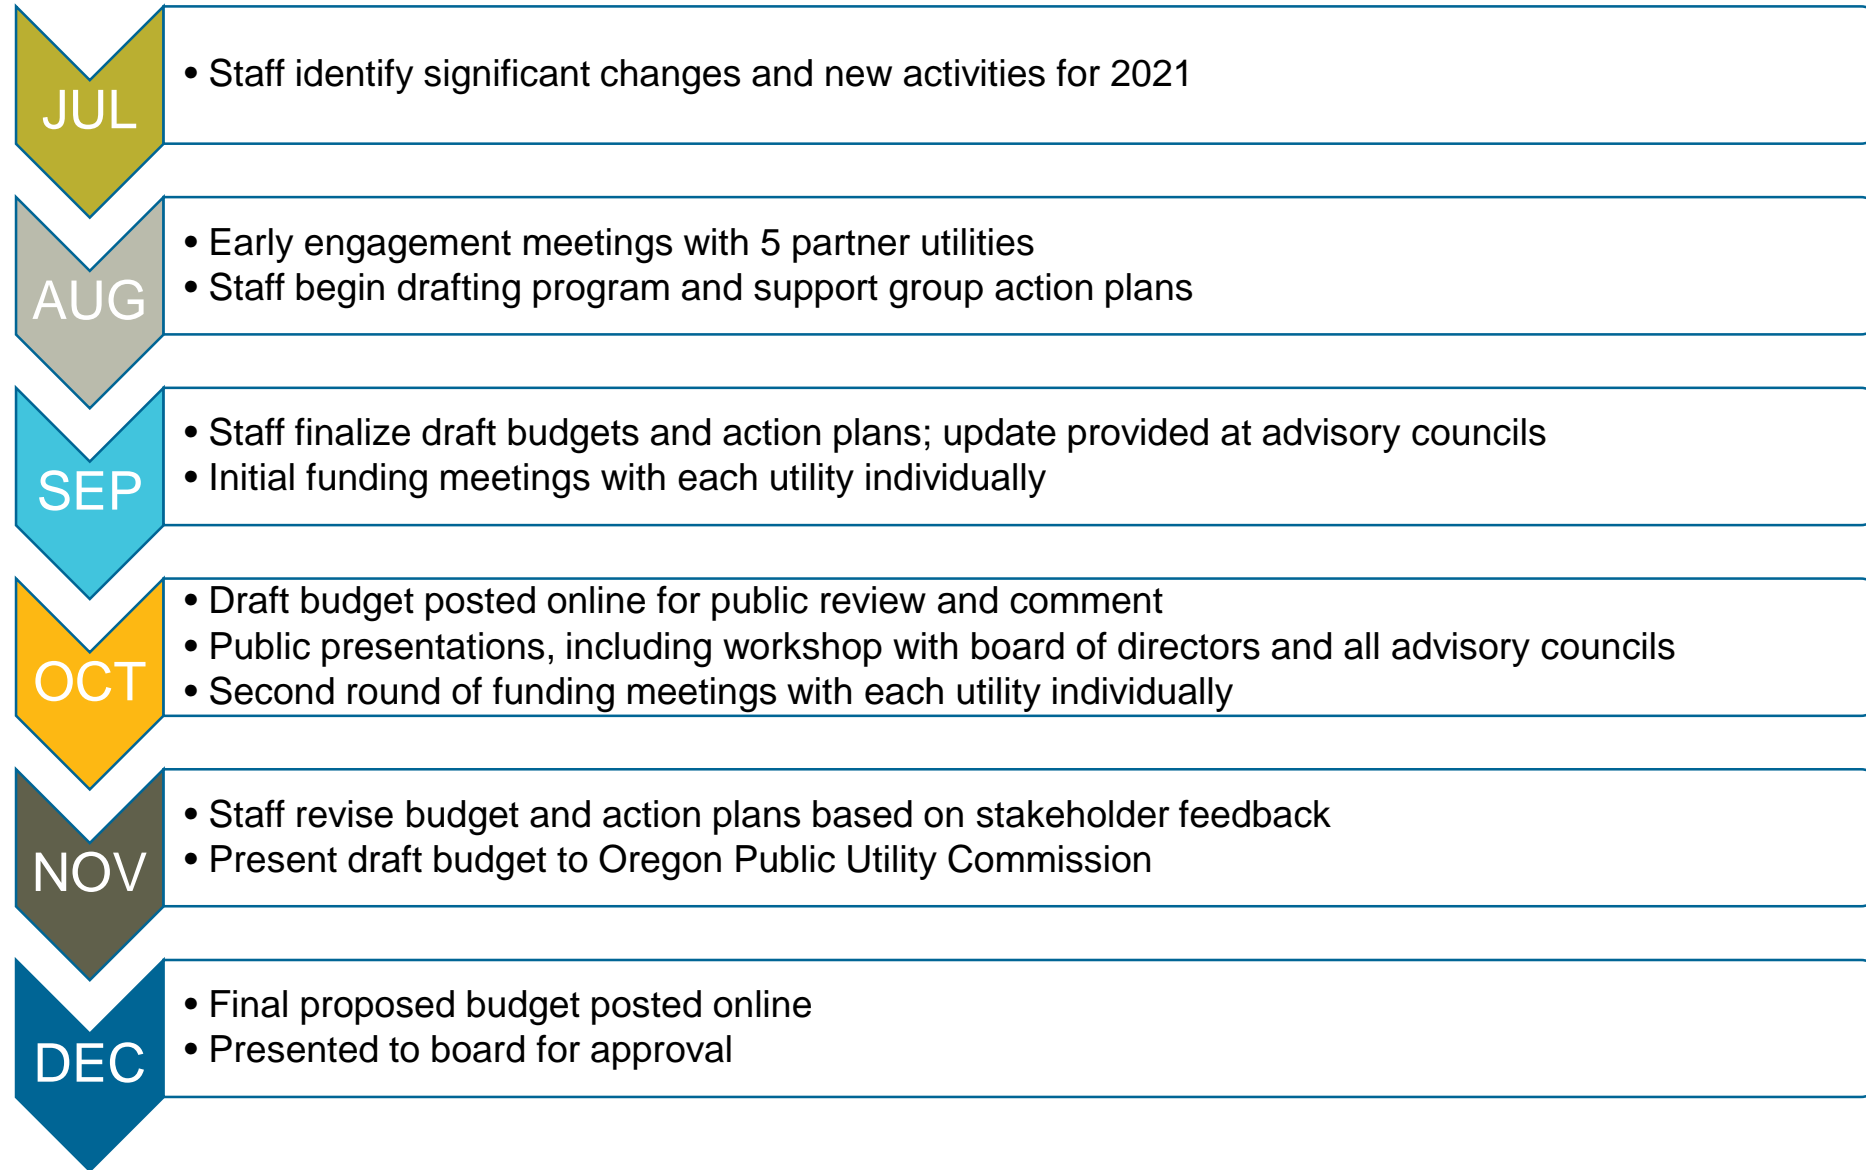 JUL
• Staff identify significant changes and new activities for 2021
AUG
• Early engagement meetings with 5 partner utilities
• Staff begin drafting program and support group action plans
SEP
• Staff finalize draft budgets and action plans; update provided at advisory councils
• Initial funding meetings with each utility individually
OCT
• Draft budget posted online for public review and comment
• Public presentations, including workshop with board of directors and all advisory councils
• Second round of funding meetings with each utility individually
NOV
• Staff revise budget and action plans based on stakeholder feedback
• Present draft budget to Oregon Public Utility Commission
DEC
• Final proposed budget posted online
• Presented to board for approval